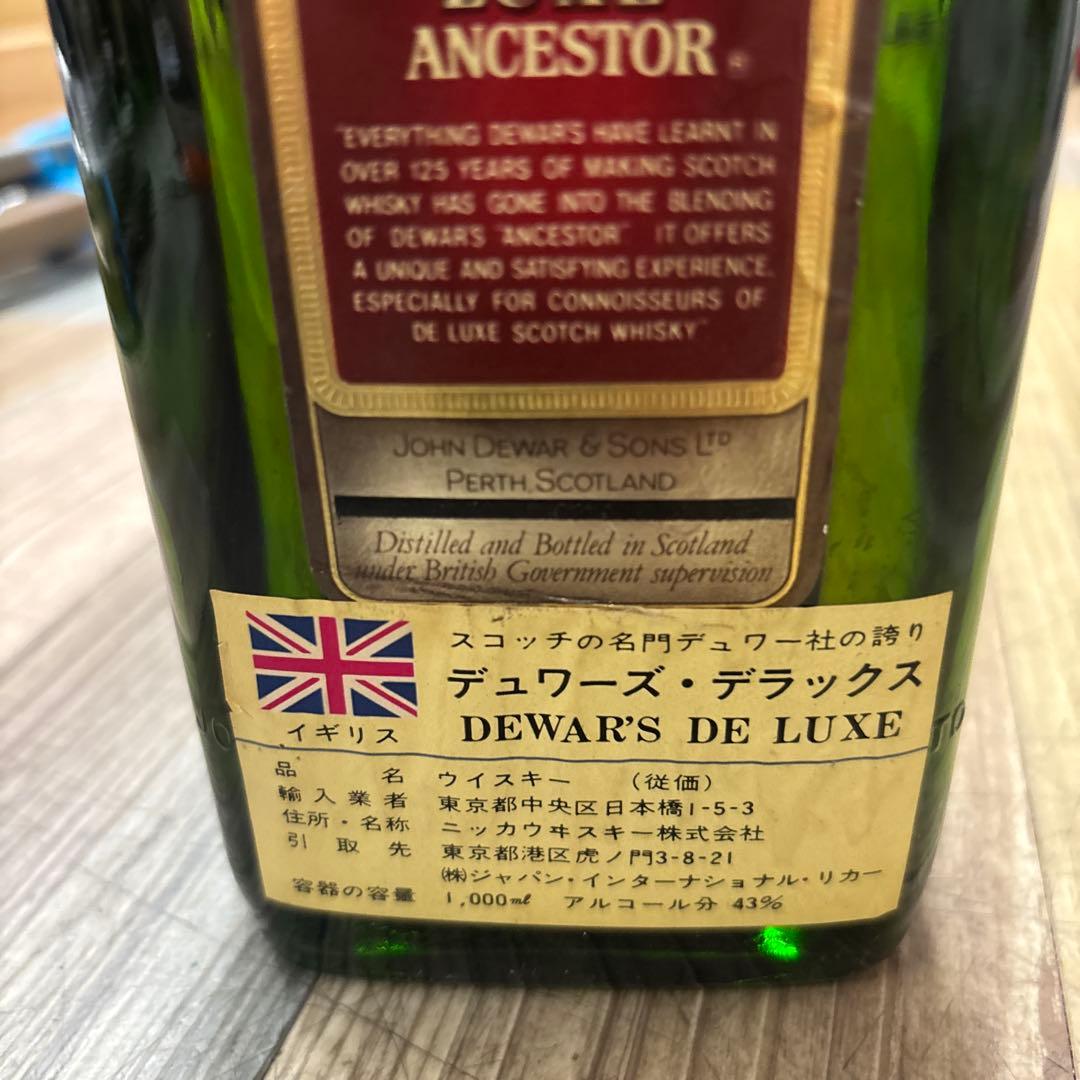 ANCESTOR
"EVERYTHING DEWAR'S HAVE LEARNT IN
OVER 125 YEARS OF MAKING SCOTCH
WHISKY HAS GONE INTO THE BLENDING
OF DEWAR'S "ANCESTOR" IT OFFERS
A UNIQUE AND SATISFYING EXPERIENCE,
ESPECIALLY FOR CONNOISSEURS OF
DE LUXE SCOTCH WHISKY"
JOHN DEWAR & SONS LTD
PERTH, SCOTLAND
Distilled and Bottled in Scotland
under British Government supervision
スコッチの名門デュワー社の誇り
デュワーズ・デラックス
DEWAR'S DE LUXE
イギリス
品名 ウイスキー (従価)
輸入業者 東京都中央区日本橋1-5-3
住所・名称 ニッカウヰスキー株式会社
引取先 東京都港区虎ノ門3-8-21
㈱ジャパン・インターナショナル・リカー
容器の容量 1,000㎖ アルコール分 43%